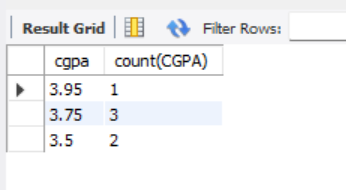 Result Grid Filter Rows:
cgpa count(CGPA)
3.95 1
3.75 3
3.5 2